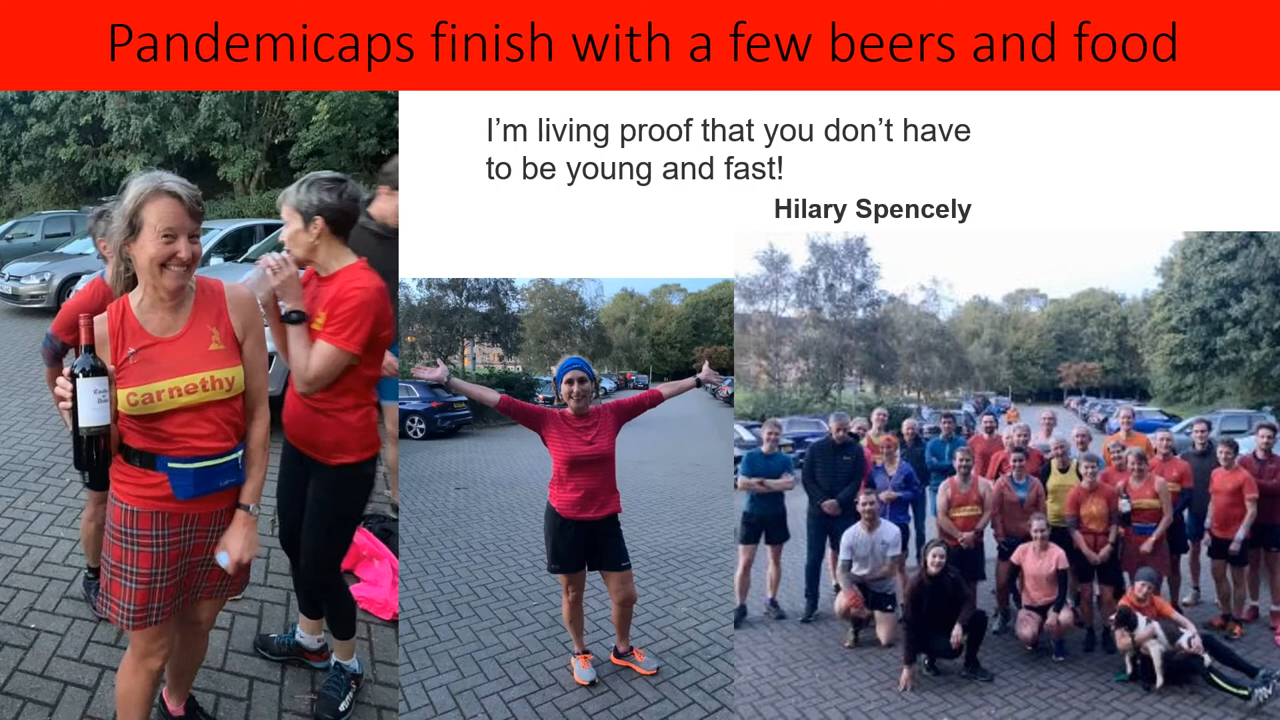 Pandemicaps finish with a few beers and food
I’m living proof that you don’t have
to be young and fast!
Hilary Spencely
Carnethy